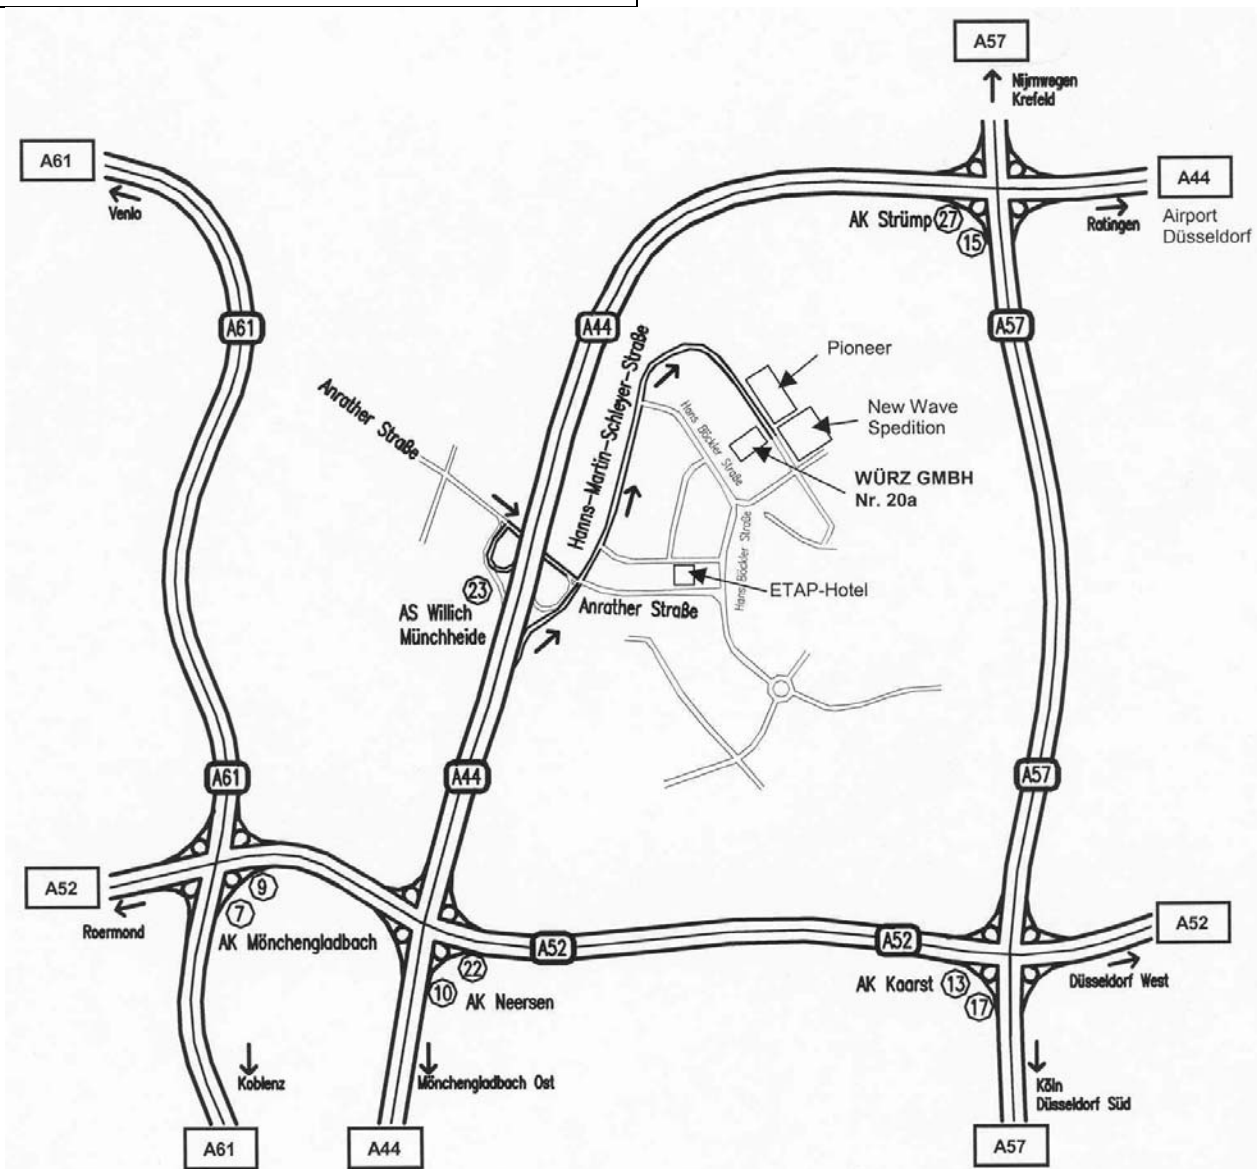 A57
Nijmwegen
Krefeld
A61
Venlo
A44
Ratingen
Airport
Düsseldorf
AK Strümp 27
15
A61
A44
A57
Pioneer
New Wave
Spedition
WÜRZ GMBH
Nr. 20a
Anrather Straße
Hanns-Martin-Schleyer-Straße
Hans Böckler Straße
Hans Böckler Straße
ETAP-Hotel
23
AS Willich
Münchheide
Anrather Straße
A61
A44
A57
A52
Roermond
9
7
AK Mönchengladbach
22
10
AK Neersen
A52
A52
A52
Düsseldorf West
AK Kaarst 13
17
Koblenz
Mönchengladbach Ost
Köln
Düsseldorf Süd
A61
A44
A57